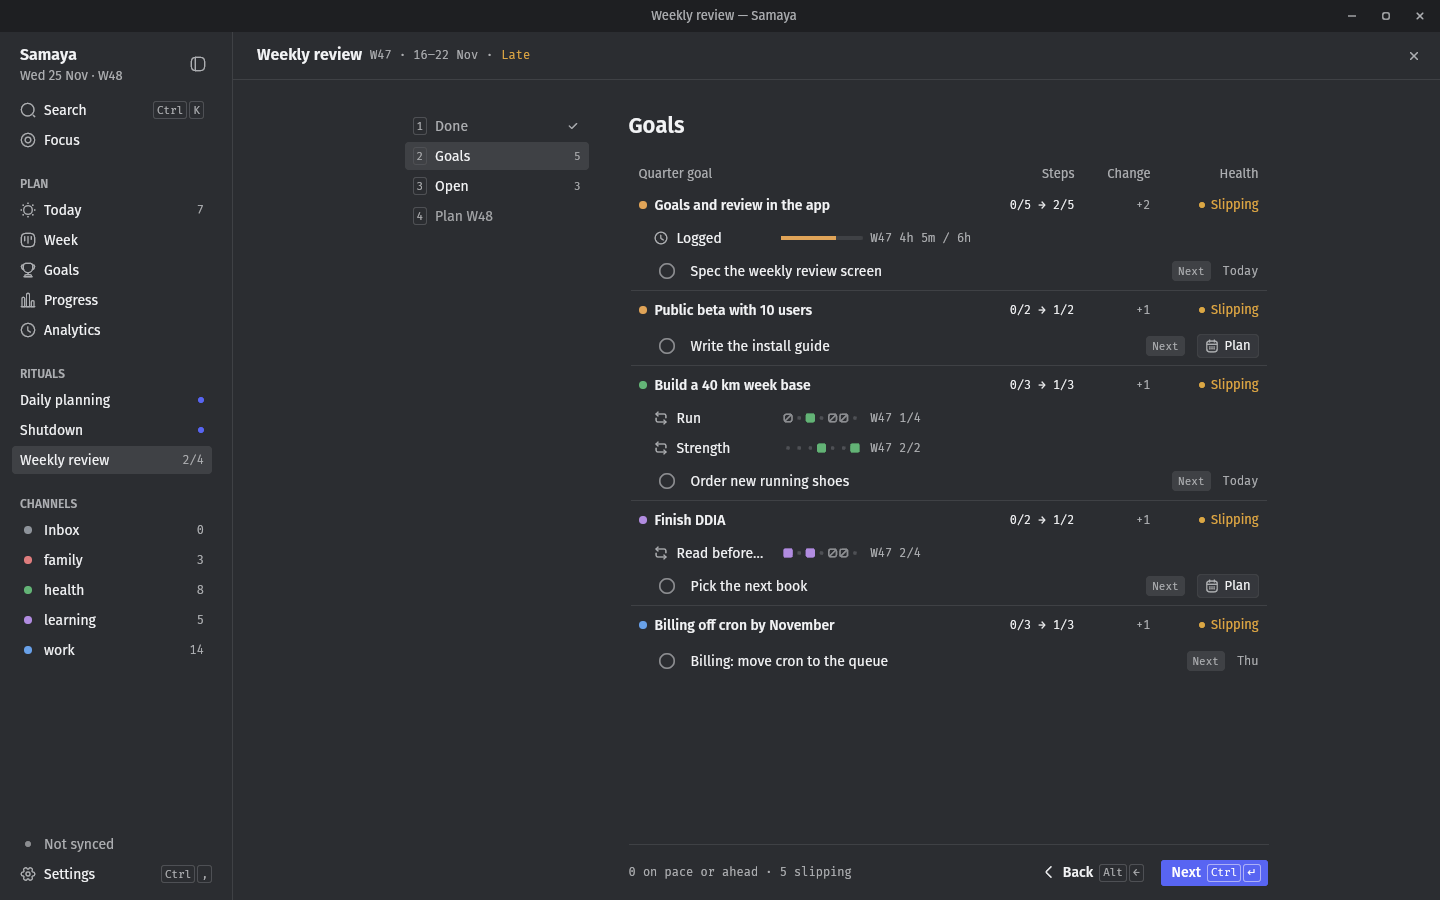 Weekly review — Samaya
Samaya
Wed 25 Nov · W48
Search Ctrl K
Focus
PLAN
Today 7
Week
Goals
Progress
Analytics
RITUALS
Daily planning
Shutdown
Weekly review 2/4
CHANNELS
Inbox 0
family 3
health 8
learning 5
work 14
Not synced
Settings Ctrl ,
Weekly review W47 · 16–22 Nov · Late
1 Done
2 Goals 5
3 Open 3
4 Plan W48
Goals
Quarter goal Steps Change Health
Goals and review in the app 0/5 → 2/5 +2 Slipping
Logged W47 4h 5m / 6h
Spec the weekly review screen Next Today
Public beta with 10 users 0/2 → 1/2 +1 Slipping
Write the install guide Next Plan
Build a 40 km week base 0/3 → 1/3 +1 Slipping
Run W47 1/4
Strength W47 2/2
Order new running shoes Next Today
Finish DDIA 0/2 → 1/2 +1 Slipping
Read before... W47 2/4
Pick the next book Next Plan
Billing off cron by November 0/3 → 1/3 +1 Slipping
Billing: move cron to the queue Next Thu
0 on pace or ahead · 5 slipping
Back Alt ←
Next Ctrl ↵